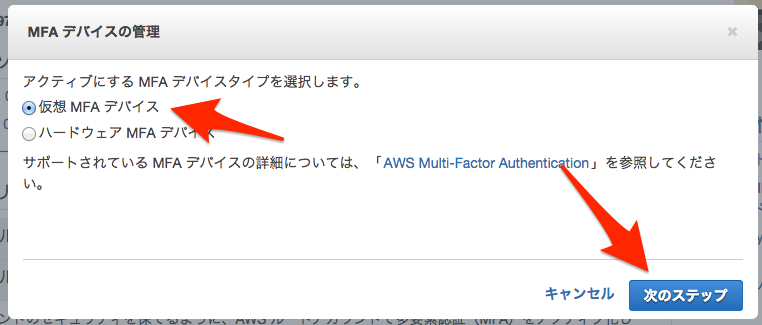 MFA デバイスの管理
アクティブにする MFA デバイスタイプを選択します。
仮想 MFA デバイス
ハードウェア MFA デバイス
サポートされている MFA デバイスの詳細については、「AWS Multi-Factor Authentication」を参照してくださ
い。
キャンセル
次のステップ